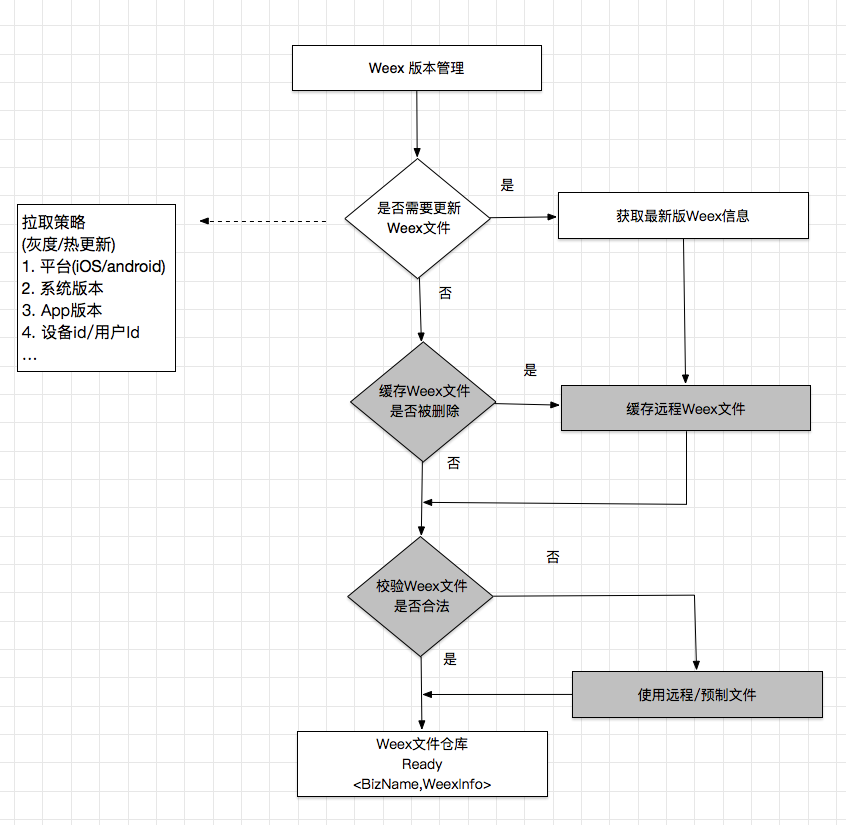 Weex 版本管理
是否需要更新
Weex文件
是
获取最新版Weex信息
拉取策略
(灰度/热更新)
1. 平台(iOS/android)
2. 系统版本
3. App版本
4. 设备id/用户Id
...
否
缓存Weex文件
是否被删除
是
缓存远程Weex文件
否
校验Weex文件
是否合法
否
是
使用远程/预制文件
Weex文件仓库
Ready
<BizName,WeexInfo>